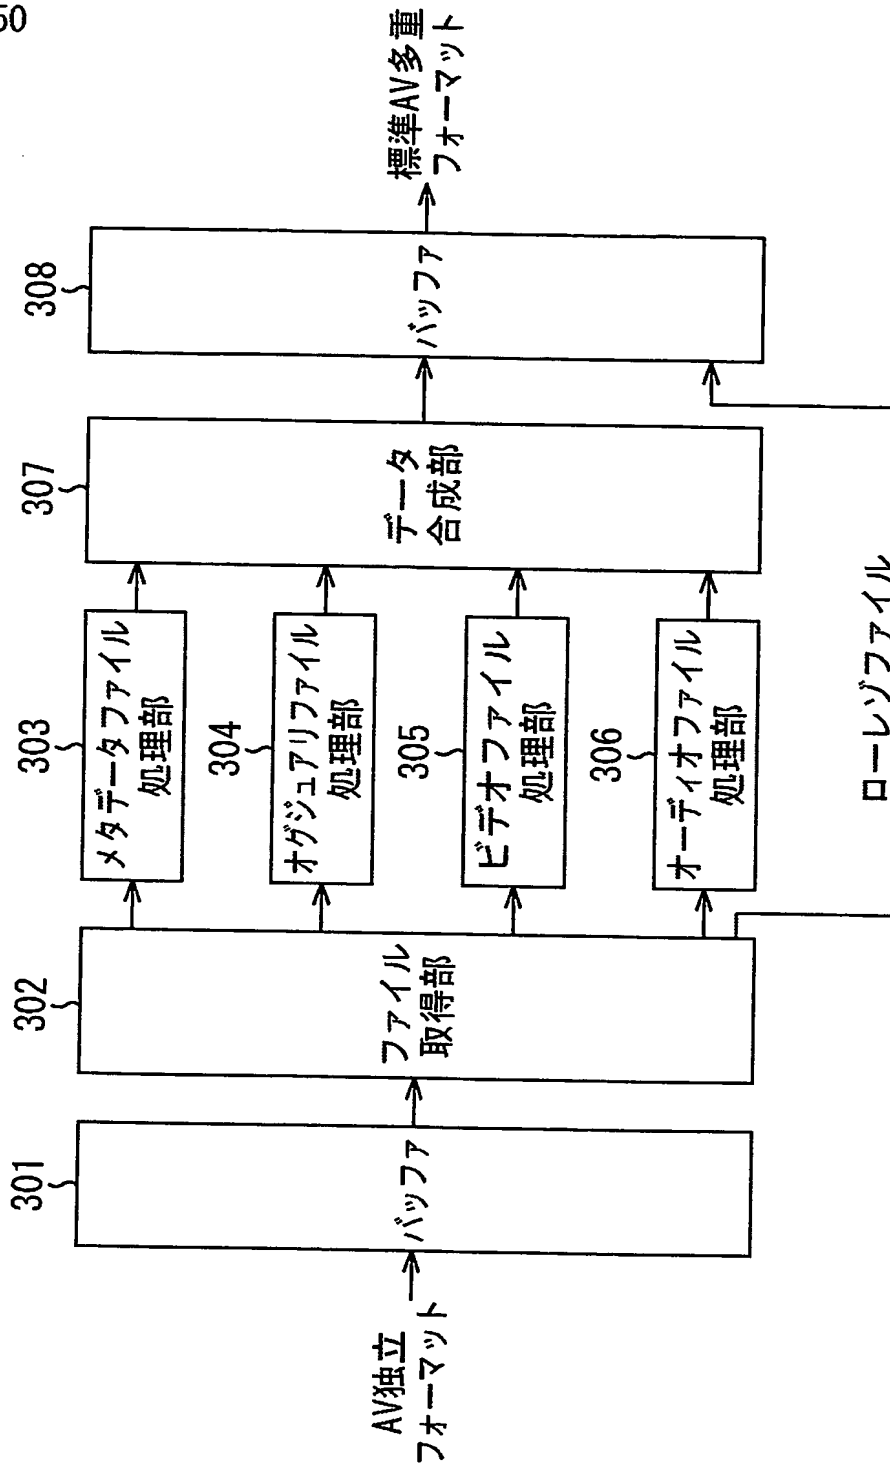 50
AV独立
フォーマット
301
バッファ
302
ファイル
取得部
303
メタデータファイル
処理部
304
オグジュアリファイル
処理部
305
ビデオファイル
処理部
306
オーディオファイル
処理部
307
データ
合成部
308
バッファ
標準AV多重
フォーマット
ローレゾファイル